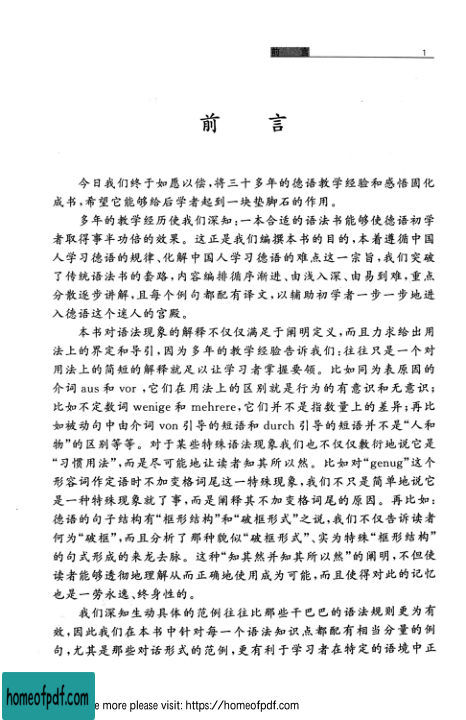 前 言 1
前 言
今日我们终于如愿以偿,将三十多年的德语教学经验和感悟固化
成书,希望它能够给后学者起到一块垫脚石的作用。
多年的教学经历使我们深知:一本合适的语法书能够使德语初学
者取得事半功倍的效果。这正是我们编撰本书的目的,本着遵循中国
人学习德语的规律、化解中国人学习德语的难点这一宗旨,我们突破
了传统语法书的套路,内容编排循序渐进、由浅入深、由易到难,重点
分散逐步讲解,且每个例句都配有译文,以辅助初学者一步一步地进
入德语这个迷人的宫殿。
本书对语法现象的解释不仅仅满足于阐明定义,而且力求给出用
法上的界定和导引,因为多年的教学经验告诉我们:往往只是一个对
用法上的简短的解释就足以让学习者掌握要领。比如同为表原因的
介词 aus 和 vor ,它们在用法上的区别就是行为的有意识和无意识;
比如不定数词 wenige 和 mehrere,它们并不是指数量上的差异;再比
如被动句中由介词 von 引导的短语和 durch 引导的短语并不是“人和
物”的区别等等。对于某些特殊语法现象我们也不仅仅敷衍地说它是
“习惯用法”,而是尽可能地让读者知其所以然。比如对“genug”这个
形容词作定语时不加变格词尾这一特殊现象,我们不只是简单地说它
是一种特殊现象就了事,而是阐释其不加变格词尾的原因。再比如:
德语的句子结构有“框形结构”和“破框形式”之说,我们不仅告诉读者
何为“破框”,而且分析了那种貌似“破框形式”、实为特殊“框形结构”
的句式形成的来龙去脉。这种“知其然并知其所以然”的阐明,不但使
读者能够透彻地理解从而正确地使用成为可能,而且使得对此的记忆
也是一劳永逸、终身性的。
我们深知生动具体的范例往往比那些干巴巴的语法规则更为有
效,因此我们在本书中针对每一个语法知识点都配有相当分量的例
句,尤其是那些对话形式的范例,更有利于学习者在特定的语境中正
homeofpdf.com
e more please visit: https://homeofpdf.com